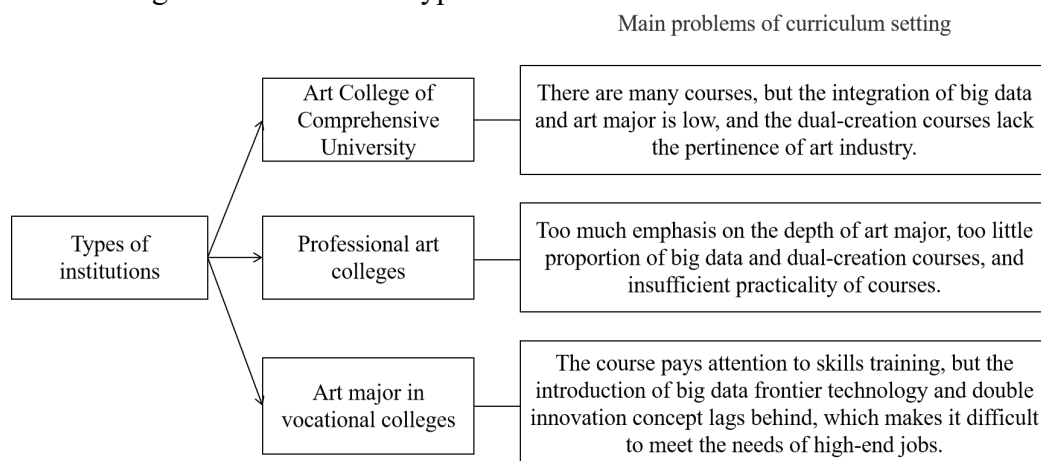 Main problems of curriculum setting
Art College of
Comprehensive
University
There are many courses, but the integration of big data
and art major is low, and the dual-creation courses lack
the pertinence of art industry.
Types of
institutions
Professional art
colleges
Too much emphasis on the depth of art major, too little
proportion of big data and dual-creation courses, and
insufficient practicality of courses.
Art major in
vocational colleges
The course pays attention to skills training, but the
introduction of big data frontier technology and double
innovation concept lags behind, which makes it difficult
to meet the needs of high-end jobs.